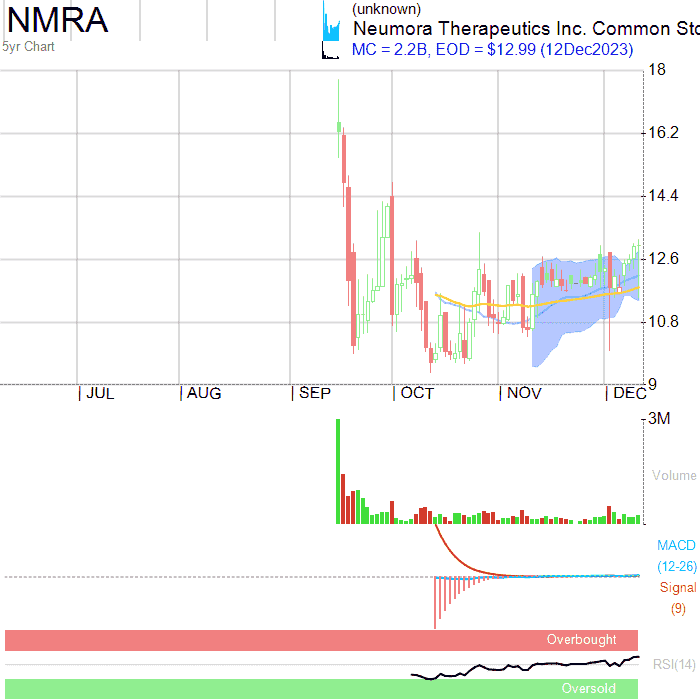 NMRA
5yr Chart
(unknown)
Neumora Therapeutics Inc. Common Sto
MC = 2.2B, EOD = $12.99 (12Dec2023)
18
16.2
14.4
12.6
10.8
9
JUL AUG SEP OCT NOV DEC
3M
Volume
MACD
(12-26)
Signal
(9)
Overbought
RSI(14)
Oversold